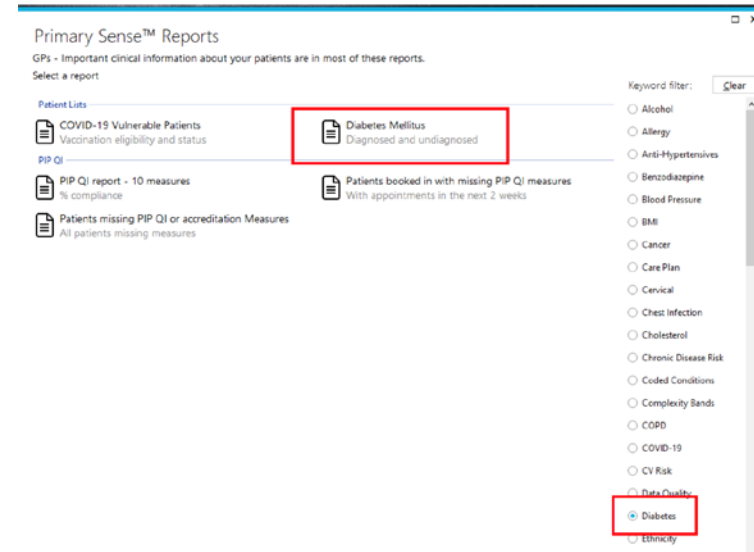 Primary Sense™ Reports
GPs - Important clinical information about your patients are in most of these reports.
Select a report
Patient Lists
COVID-19 Vulnerable Patients
Vaccination eligibility and status
Diabetes Mellitus
Diagnosed and undiagnosed
PIP QI
PIP QI report - 10 measures
% compliance
Patients booked in with missing PIP QI measures
With appointments in the next 2 weeks
Patients missing PIP QI or accreditation Measures
All patients missing measures
Keyword filter: Clear
Alcohol
Allergy
Anti-Hypertensives
Benzodiazepine
Blood Pressure
BMI
Cancer
Care Plan
Cervical
Chest Infection
Cholesterol
Chronic Disease Risk
Coded Conditions
Complexity Bands
COPD
COVID-19
CV Risk
Data Quality
Diabetes
Ethnicity